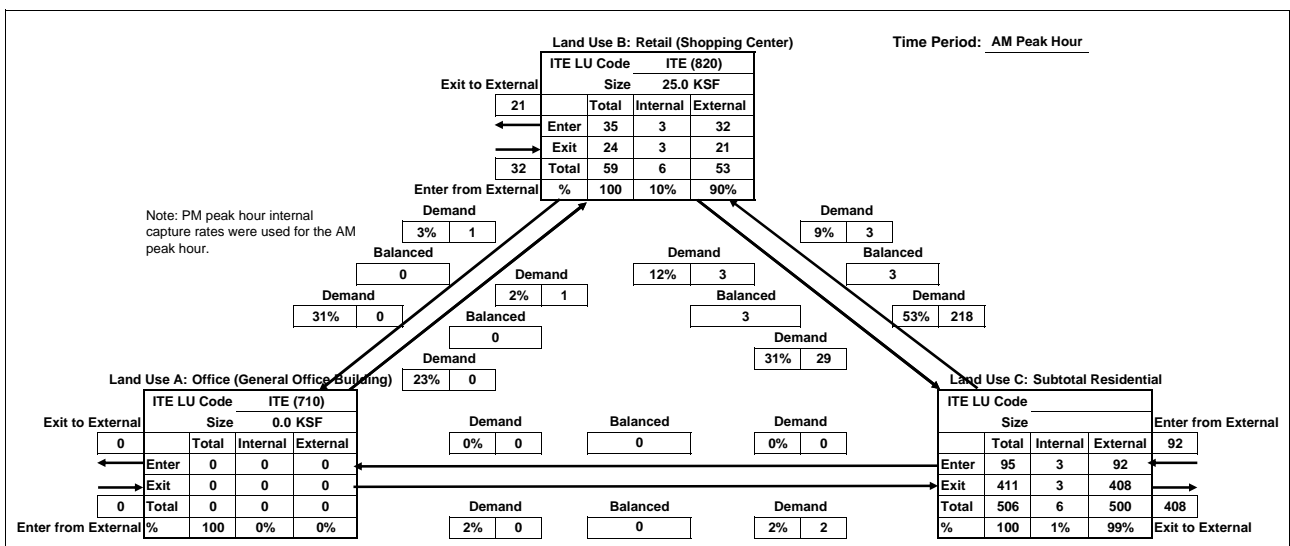 Land Use B: Retail (Shopping Center)
Time Period: AM Peak Hour
ITE LU Code ITE (820)
Exit to External Size 25.0 KSF
21 Total Internal External
Enter 35 3 32
Exit 24 3 21
32 Total 59 6 53
Enter from External % 100 10% 90%
Note: PM peak hour internal
capture rates were used for the AM
peak hour.
Demand
3% 1
Balanced
0
Demand
31% 0
Demand
2% 1
Balanced
0
Demand
23% 0
Demand
12% 3
Balanced
3
Demand
31% 29
Demand
9% 3
Balanced
3
Demand
53% 218
Land Use A: Office (General Office Building)
ITE LU Code ITE (710)
Exit to External Size 0.0 KSF
0 Total Internal External
Enter 0 0 0
Exit 0 0 0
0 Total 0 0 0
Enter from External % 100 0% 0%
Demand Balanced Demand
0% 0 0 0% 0
Demand Balanced Demand
2% 0 0 2% 2
Land Use C: Subtotal Residential
ITE LU Code
Size Enter from External
Total Internal External 92
Enter 95 3 92
Exit 411 3 408
Total 506 6 500 408
% 100 1% 99% Exit to External